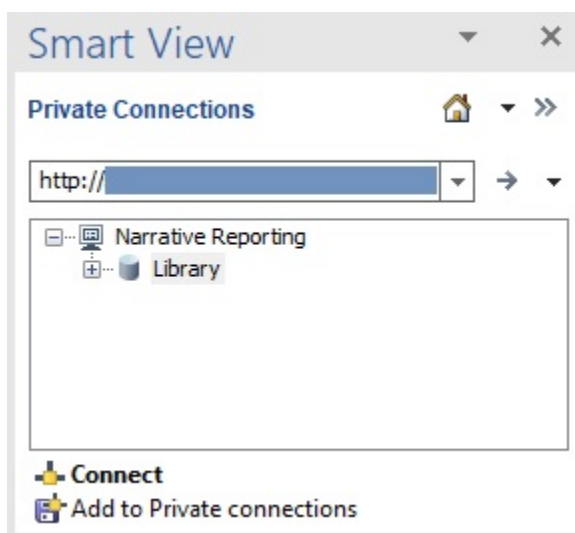 Smart View
Private Connections
http://
Narrative Reporting
Library
Connect
Add to Private connections